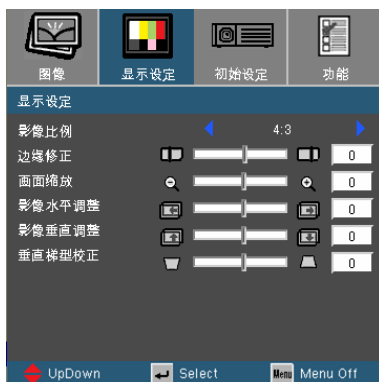 图像 显示设定 初始设定 功能
显示设定
影像比例 4:3
边缘修正 0
画面缩放 0
影像水平调整 0
影像垂直调整 0
垂直梯型校正 0
UpDown Select Menu Menu Off